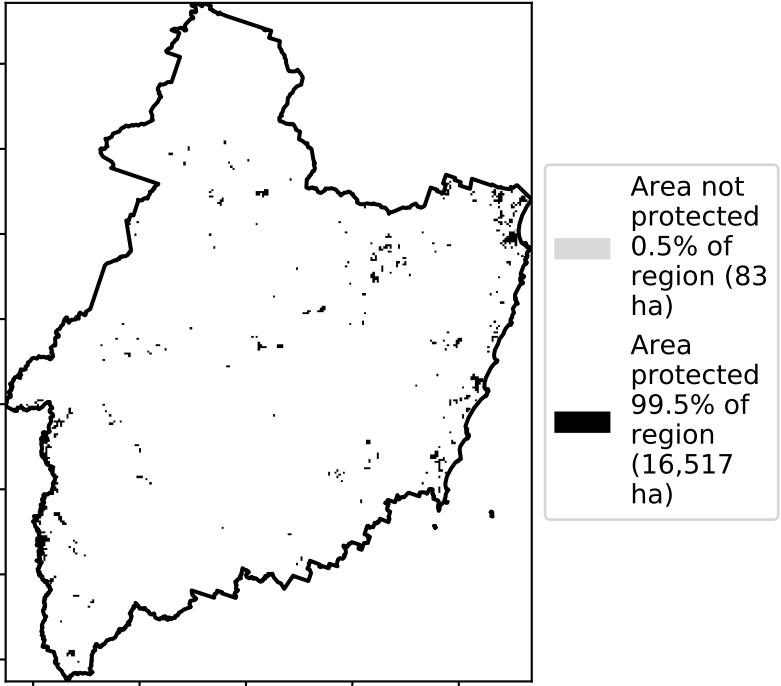 Area not
protected
0.5% of
region (83
ha)
Area
protected
99.5% of
region
(16,517
ha)